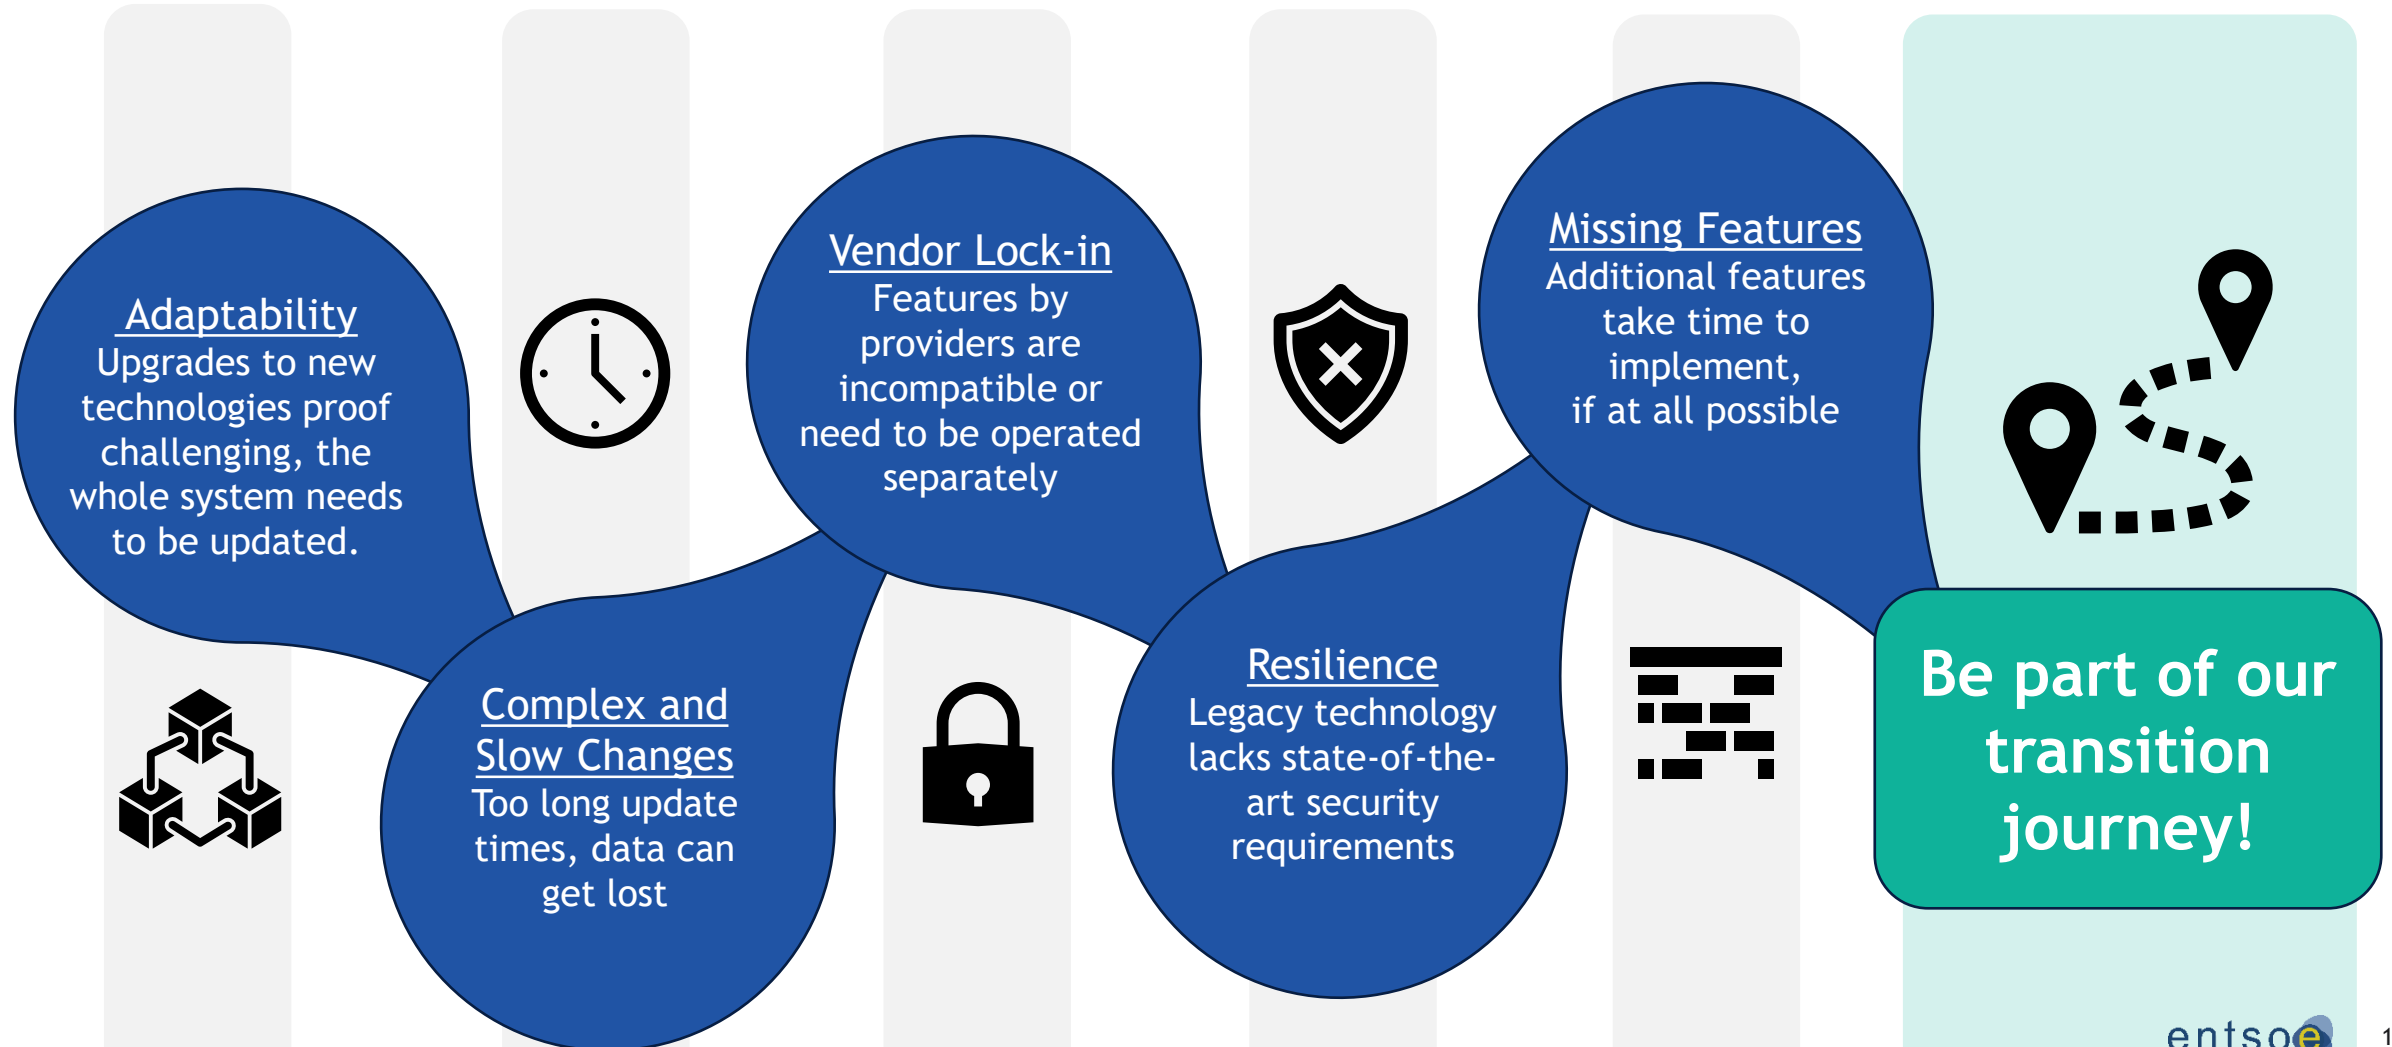 Adaptability
Upgrades to new
technologies proof
challenging, the
whole system needs
to be updated.
Complex and
Slow Changes
Too long update
times, data can
get lost
Vendor Lock-in
Features by
providers are
incompatible or
need to be operated
separately
Resilience
Legacy technology
lacks state-of-the-
art security
requirements
Missing Features
Additional features
take time to
implement,
if at all possible
Be part of our
transition
journey!
entsoe
1